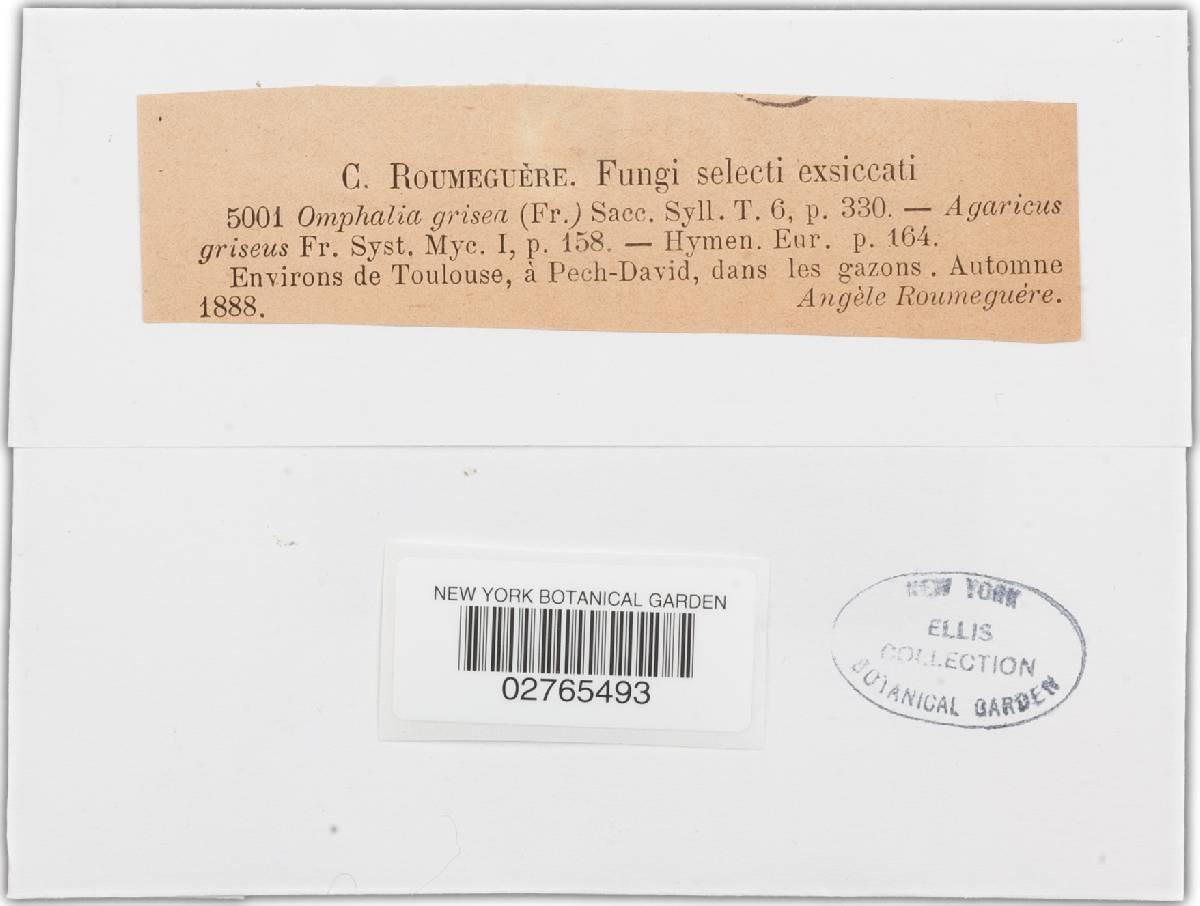 C. ROUMEGUÈRE. Fungi selecti exsiccati
5001 Omphalia grisea (Fr.) Sacc. Syll. T. 6, p. 330. — Agaricus
griseus Fr. Syst. Myc. I, p. 158. — Hymen. Eur. p. 164.
Environs de Toulouse, à Pech-David, dans les gazons. Automne
1888.
Angèle Roumeguére.
NEW YORK BOTANICAL GARDEN
02765493
NEW YORK
ELLIS
COLLECTION
BOTANICAL GARDEN